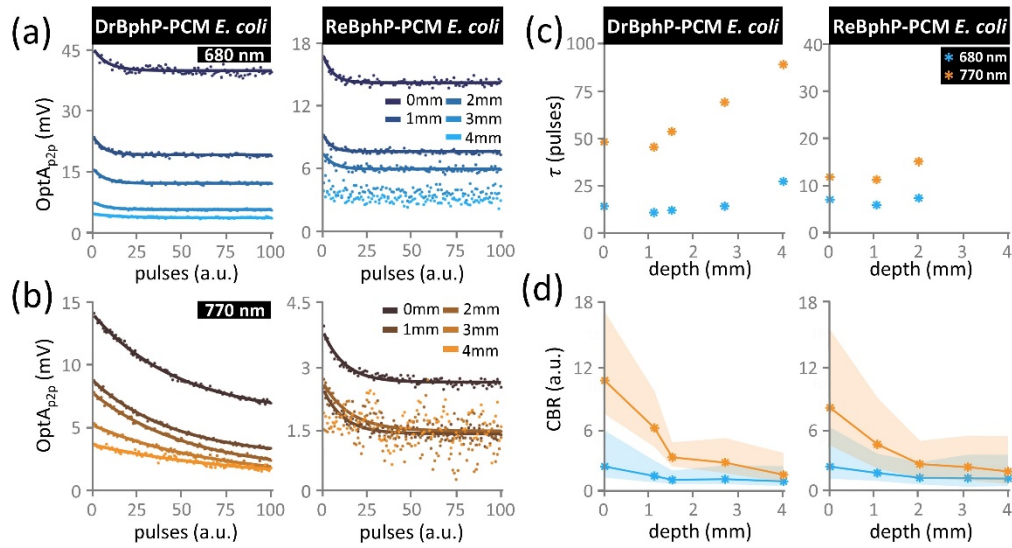 (a)
DrBphP-PCM E. coli
ReBphP-PCM E. coli
680 nm
45
30
15
0
OptAp2p (mV)
0 25 50 75 100
pulses (a.u.)
18
12
6
0
0mm 2mm
1mm 3mm
4mm
0 25 50 75 100
pulses (a.u.)
(b)
770 nm
15
10
5
0
OptAp2p (mV)
0 25 50 75 100
pulses (a.u.)
4.5
3
1.5
0
0mm 2mm
1mm 3mm
4mm
0 25 50 75 100
pulses (a.u.)
(c)
DrBphP-PCM E. coli
ReBphP-PCM E. coli
100
75
50
25
0
τ (pulses)
0 1 2 3 4
depth (mm)
680 nm
770 nm
40
30
20
10
0
0 1 2 3 4
depth (mm)
(d)
18
12
6
0
CBR (a.u.)
0 1 2 3 4
depth (mm)
18
12
6
0
0 1 2 3 4
depth (mm)